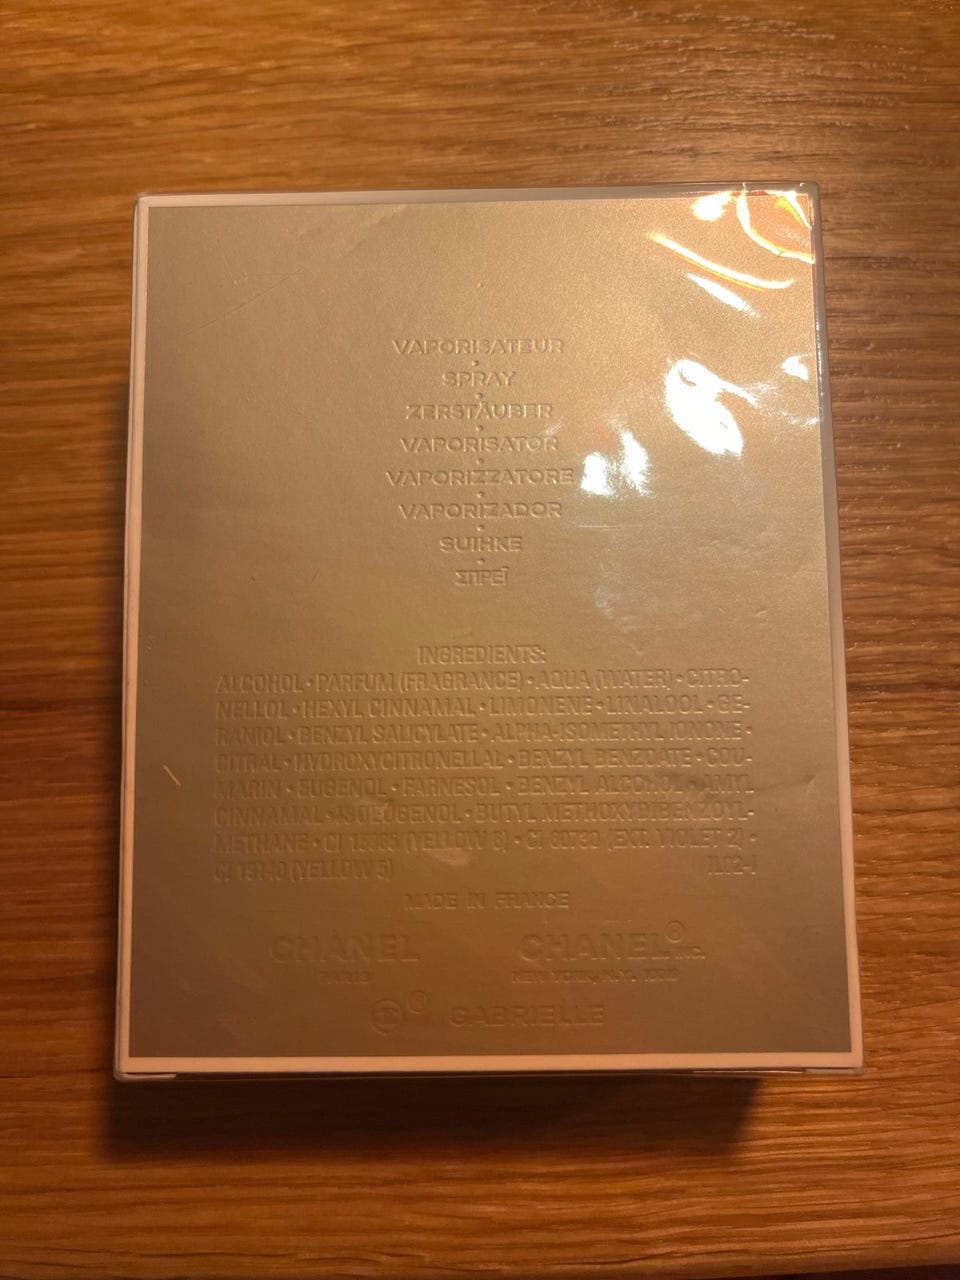 VAPORISATEUR
•
SPRAY
•
ZERSTÄUBER
•
VAPORISATOR
•
VAPORIZZATORE
•
VAPORIZADOR
•
SUIHKE
•
ΣΠΡΕΪ
INGREDIENTS:
ALCOHOL • PARFUM (FRAGRANCE) • AQUA (WATER) • CITRO-
NELLOL • HEXYL CINNAMAL • LIMONENE • LINALOOL • GE-
RANIOL • BENZYL SALICYLATE • ALPHA-ISOMETHYL IONONE •
CITRAL • HYDROXYCITRONELLAL • BENZYL BENZOATE • COU-
MARIN • EUGENOL • FARNESOL • BENZYL ALCOHOL • AMYL
CINNAMAL • ISOEUGENOL • BUTYL METHOXYDIBENZOYL-
METHANE • CI 15985 (YELLOW 6) • CI 60730 (EXT. VIOLET 2) •
CI 19140 (YELLOW 5)
MADE IN FRANCE
CHANEL CHANEL® INC.
PARIS NEW YORK, N.Y. 10019
® GABRIELLE